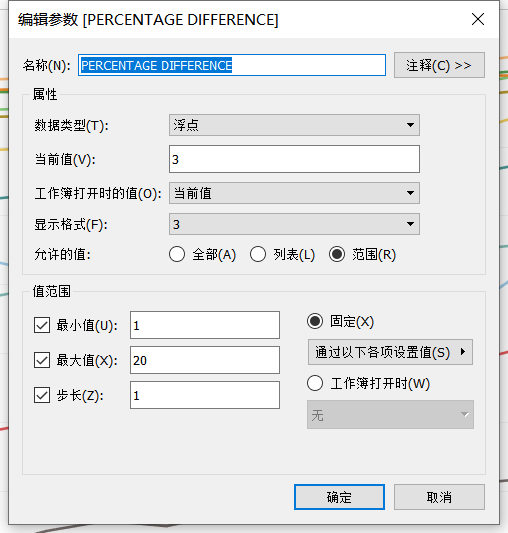 编辑参数 [PERCENTAGE DIFFERENCE]
名称(N): PERCENTAGE DIFFERENCE 注释(C) >>
属性
数据类型(T): 浮点
当前值(V): 3
工作簿打开时的值(O): 当前值
显示格式(F): 3
允许的值: 全部(A) 列表(L) 范围(R)
值范围
最小值(U): 1 固定(X)
最大值(X): 20 通过以下各项设置值(S)
步长(Z): 1 工作簿打开时(W)
无
确定 取消